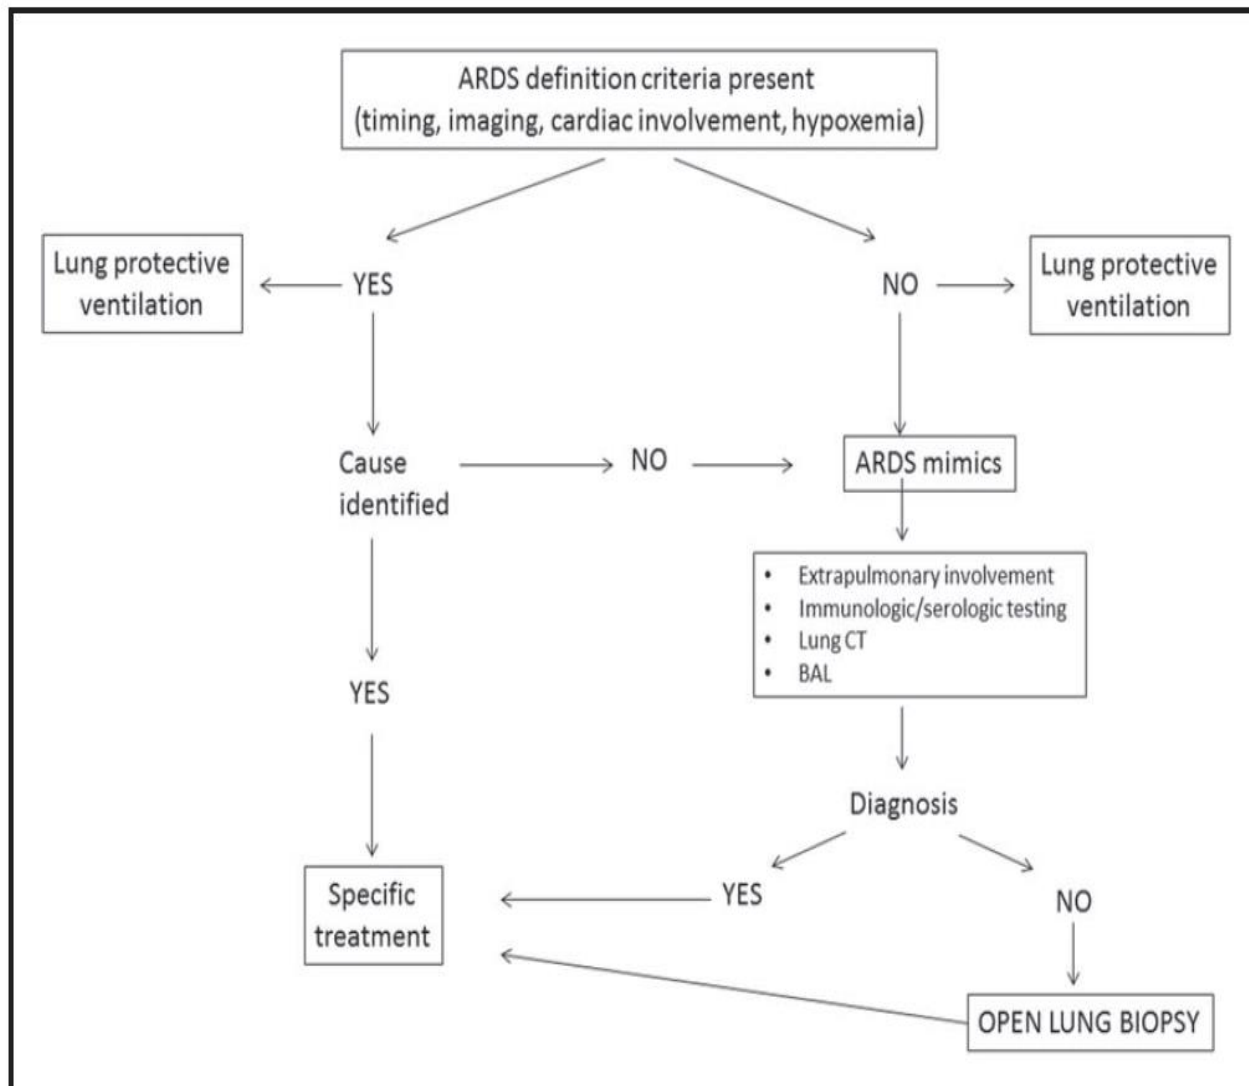 ARDS definition criteria present
(timing, imaging, cardiac involvement, hypoxemia)
Lung protective
ventilation
YES
NO
Lung protective
ventilation
Cause
identified
NO
ARDS mimics
• Extrapulmonary involvement
• Immunologic/serologic testing
• Lung CT
• BAL
YES
Diagnosis
Specific
treatment
YES
NO
OPEN LUNG BIOPSY